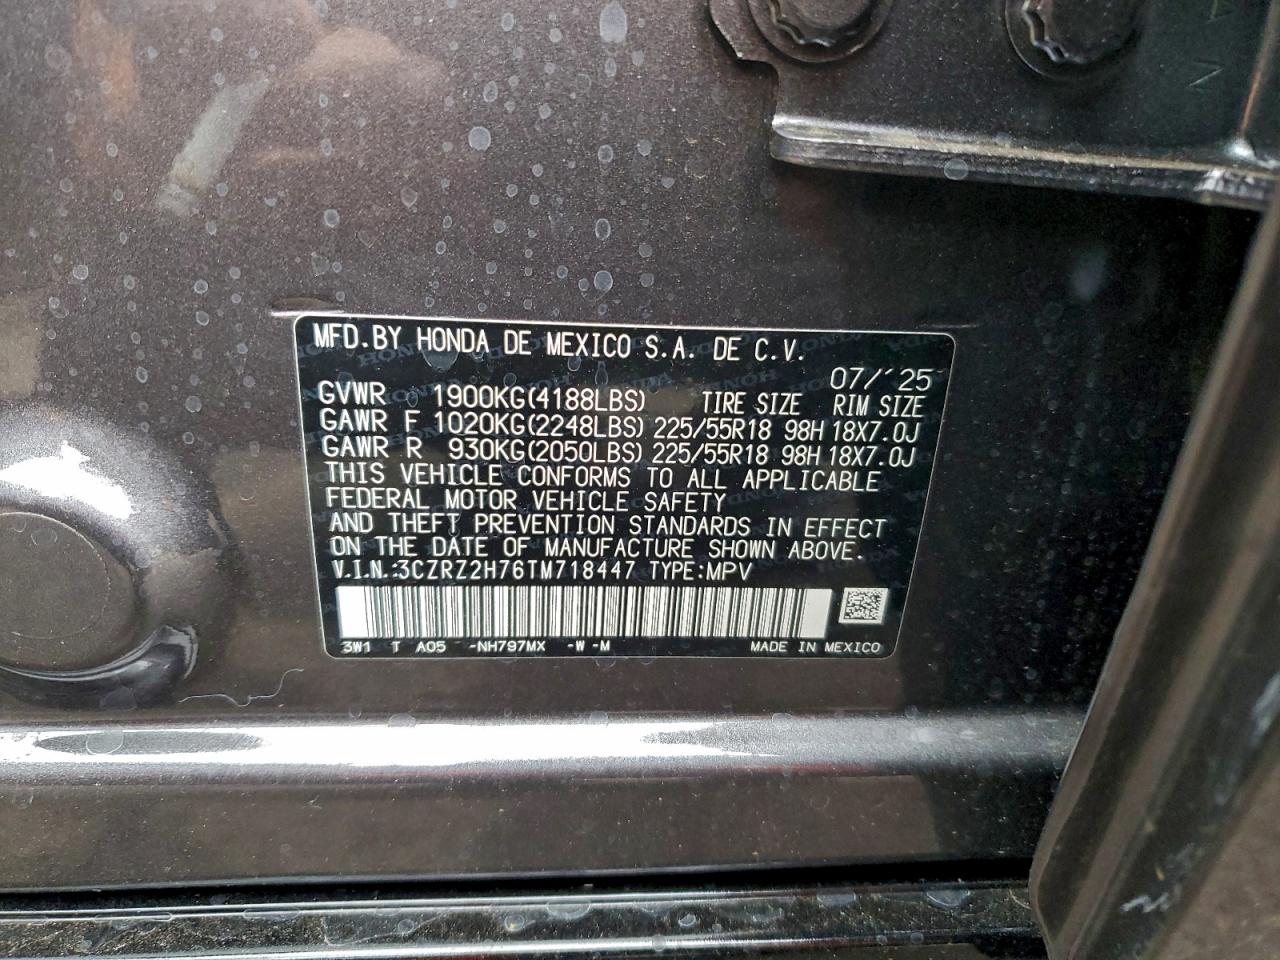 MFD.BY HONDA DE MEXICO S.A. DE C.V.
07/´25
GVWR 1900KG(4188LBS) TIRE SIZE RIM SIZE
GAWR F 1020KG(2248LBS) 225/55R18 98H 18X7.0J
GAWR R 930KG(2050LBS) 225/55R18 98H 18X7.0J
THIS VEHICLE CONFORMS TO ALL APPLICABLE
FEDERAL MOTOR VEHICLE SAFETY
AND THEFT PREVENTION STANDARDS IN EFFECT
ON THE DATE OF MANUFACTURE SHOWN ABOVE.
V.I.N.:3CZRZ2H76TM718447 TYPE:MPV
3W1 T A05 -NH797MX -W -M MADE IN MEXICO